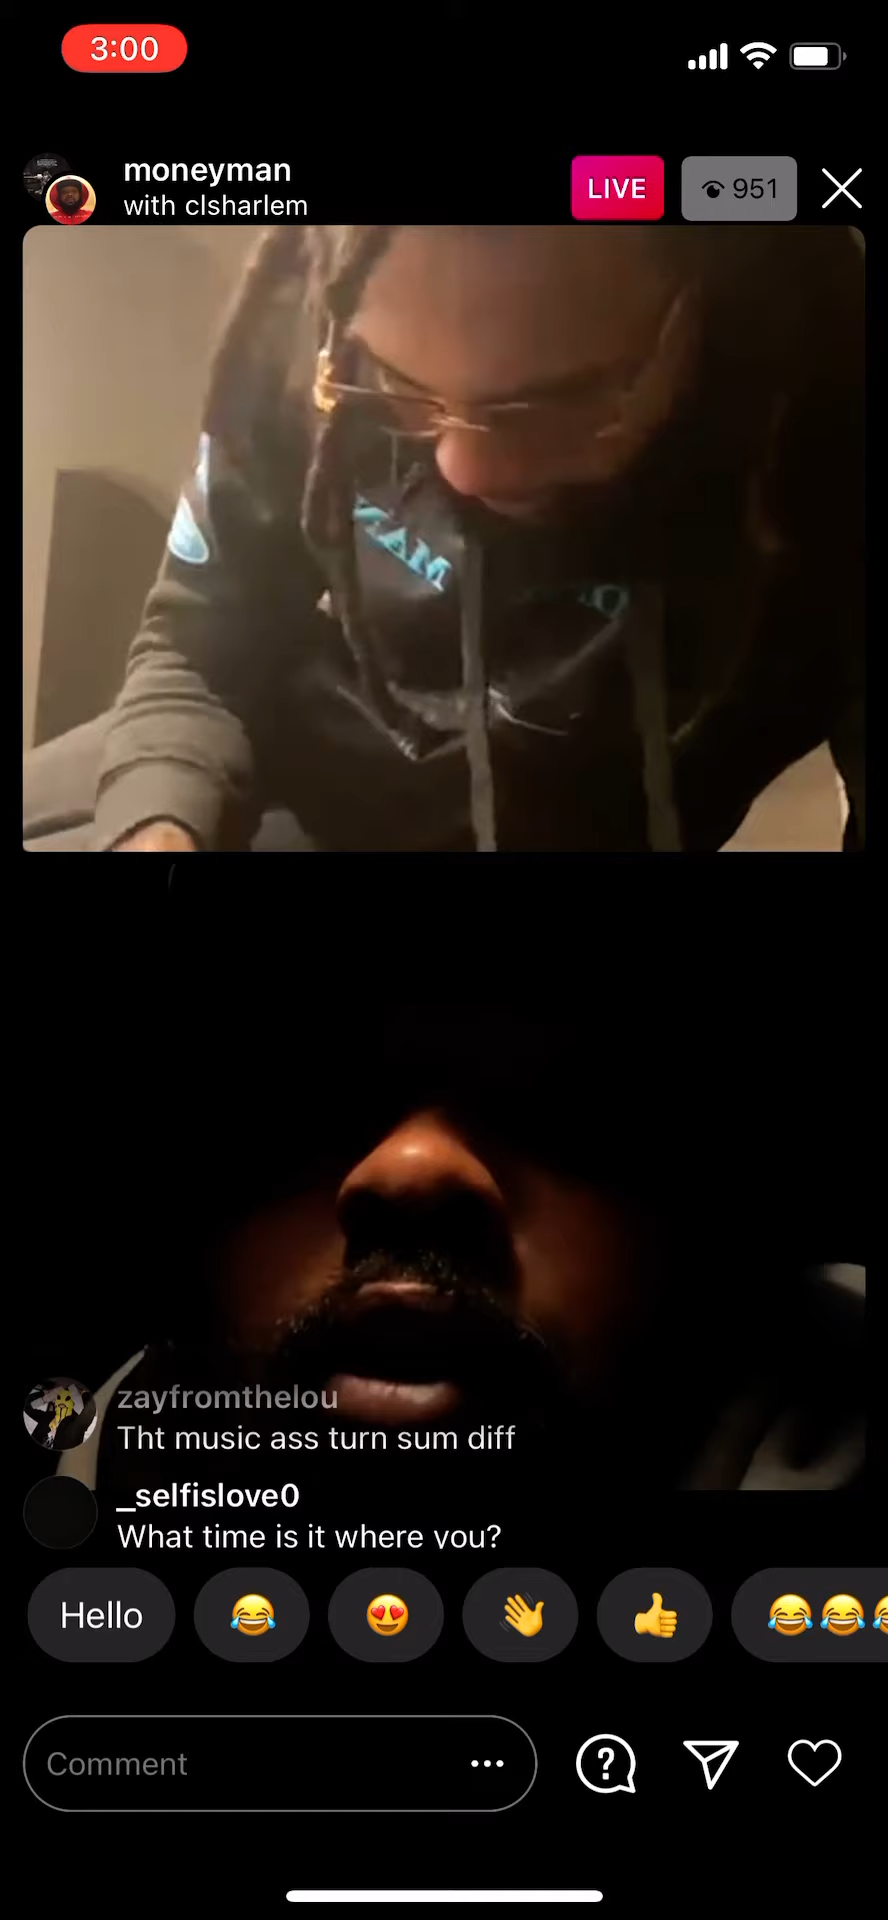 3:00
moneyman
with clsharlem
LIVE
951
zayfromthelou
Tht music ass turn sum diff
_selfislove0
What time is it where you?
Hello
Comment